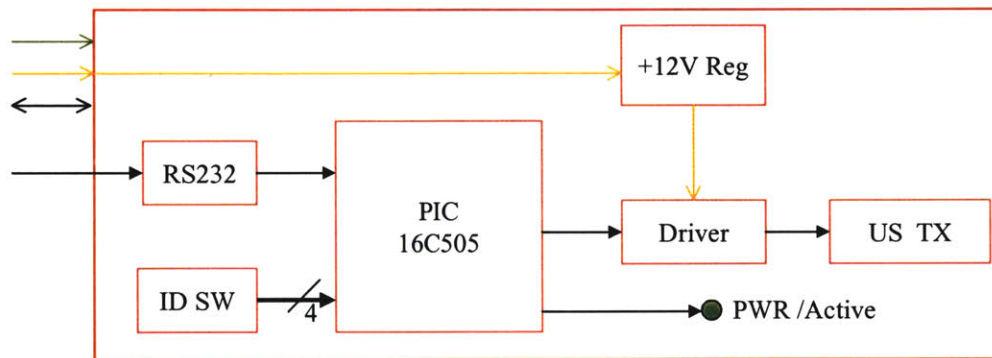 +12V Reg
RS232
PIC
16C505
Driver
US TX
ID SW
4
PWR /Active